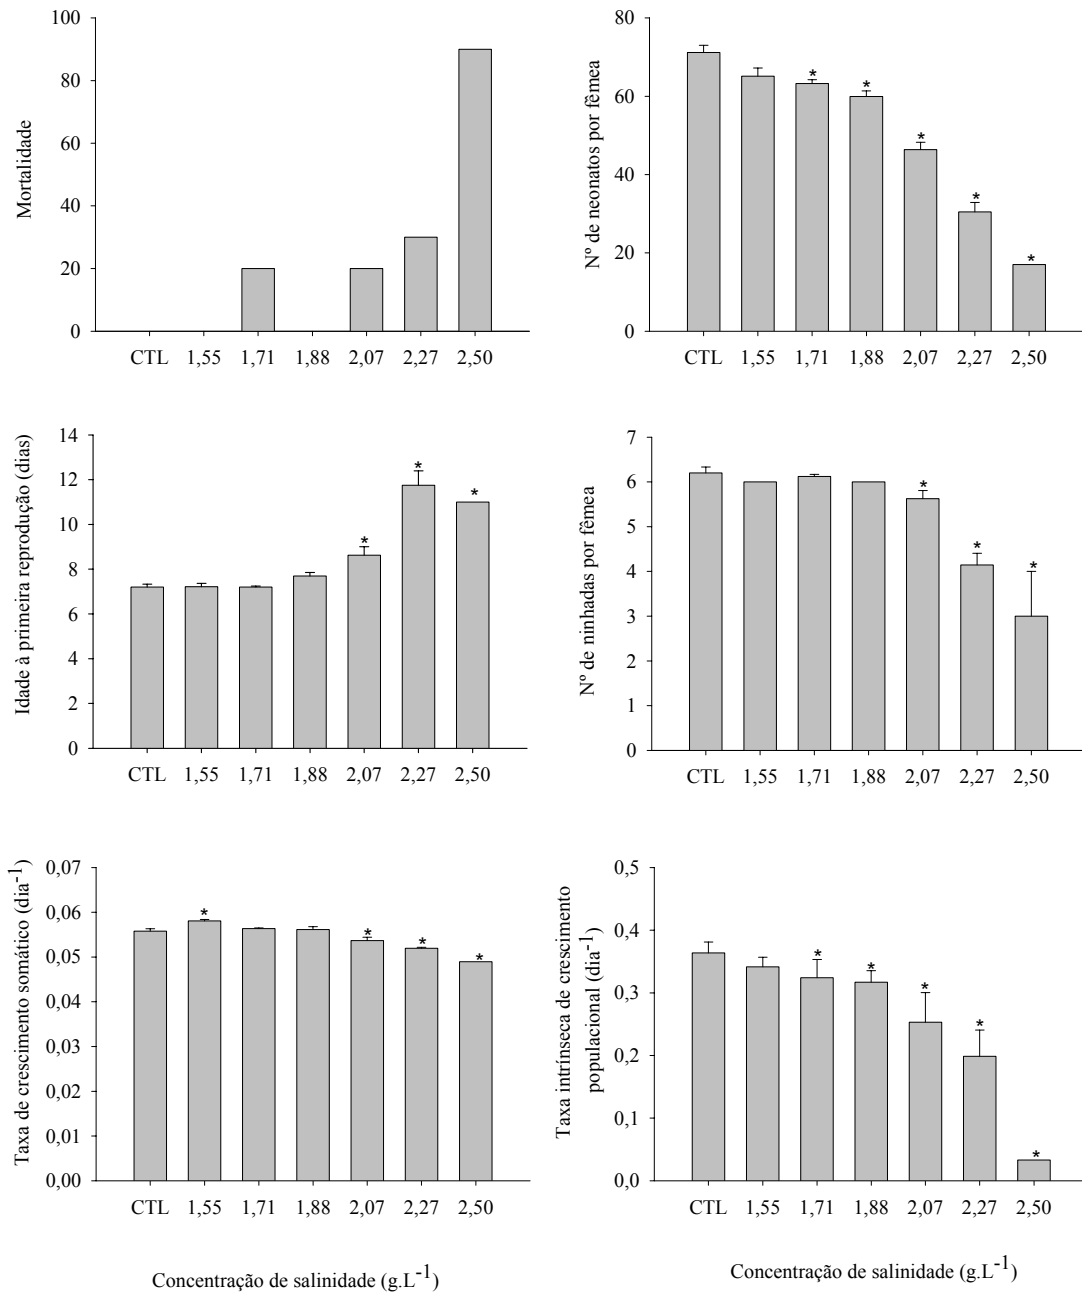 100
80
60
40
20
0
Mortalidade
CTL 1,55 1,71 1,88 2,07 2,27 2,50
80
60
40
20
0
Nº de neonatos por fêmea
* * * * *
CTL 1,55 1,71 1,88 2,07 2,27 2,50
14
12
10
8
6
4
2
0
Idade à primeira reprodução (dias)
* * *
CTL 1,55 1,71 1,88 2,07 2,27 2,50
7
6
5
4
3
2
1
0
Nº de ninhadas por fêmea
* * *
CTL 1,55 1,71 1,88 2,07 2,27 2,50
0,07
0,06
0,05
0,04
0,03
0,02
0,01
0,00
Taxa de crescimento somático (dia-1)
* * * *
CTL 1,55 1,71 1,88 2,07 2,27 2,50
Concentração de salinidade (g.L-1)
0,5
0,4
0,3
0,2
0,1
0,0
Taxa intrínseca de crescimento
populacional (dia-1)
* * * * *
CTL 1,55 1,71 1,88 2,07 2,27 2,50
Concentração de salinidade (g.L-1)